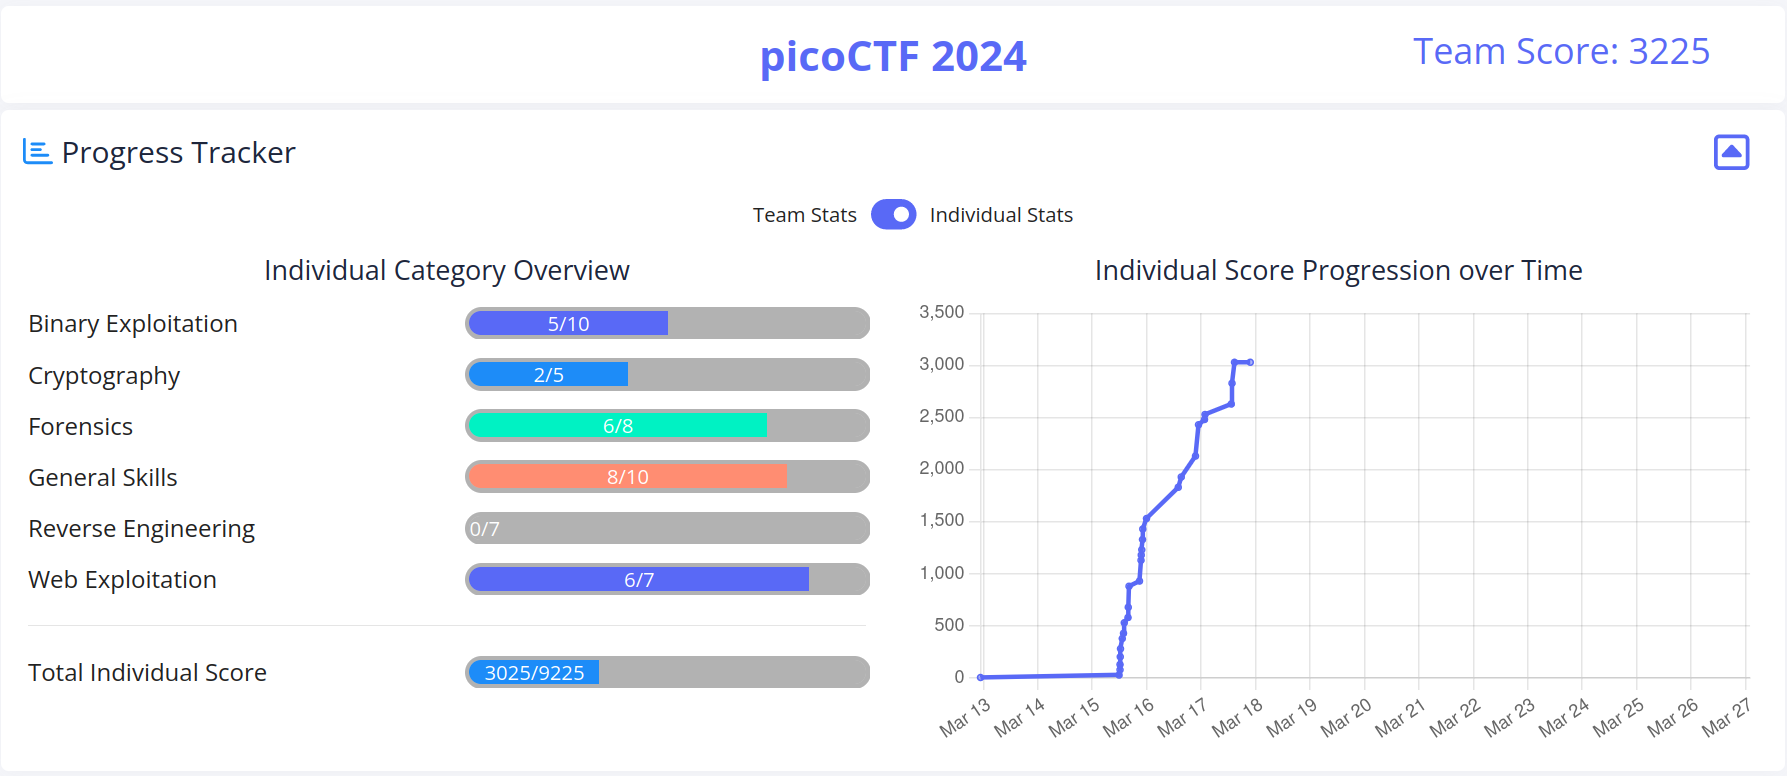 picoCTF 2024
Team Score: 3225
Progress Tracker
Team Stats
Individual Stats
Individual Category Overview
Binary Exploitation 5/10
Cryptography 2/5
Forensics 6/8
General Skills 8/10
Reverse Engineering 0/7
Web Exploitation 6/7
Total Individual Score 3025/9225
Individual Score Progression over Time
3,500
3,000
2,500
2,000
1,500
1,000
500
0
Mar 13 Mar 14 Mar 15 Mar 16 Mar 17 Mar 18 Mar 19 Mar 20 Mar 21 Mar 22 Mar 23 Mar 24 Mar 25 Mar 26 Mar 27